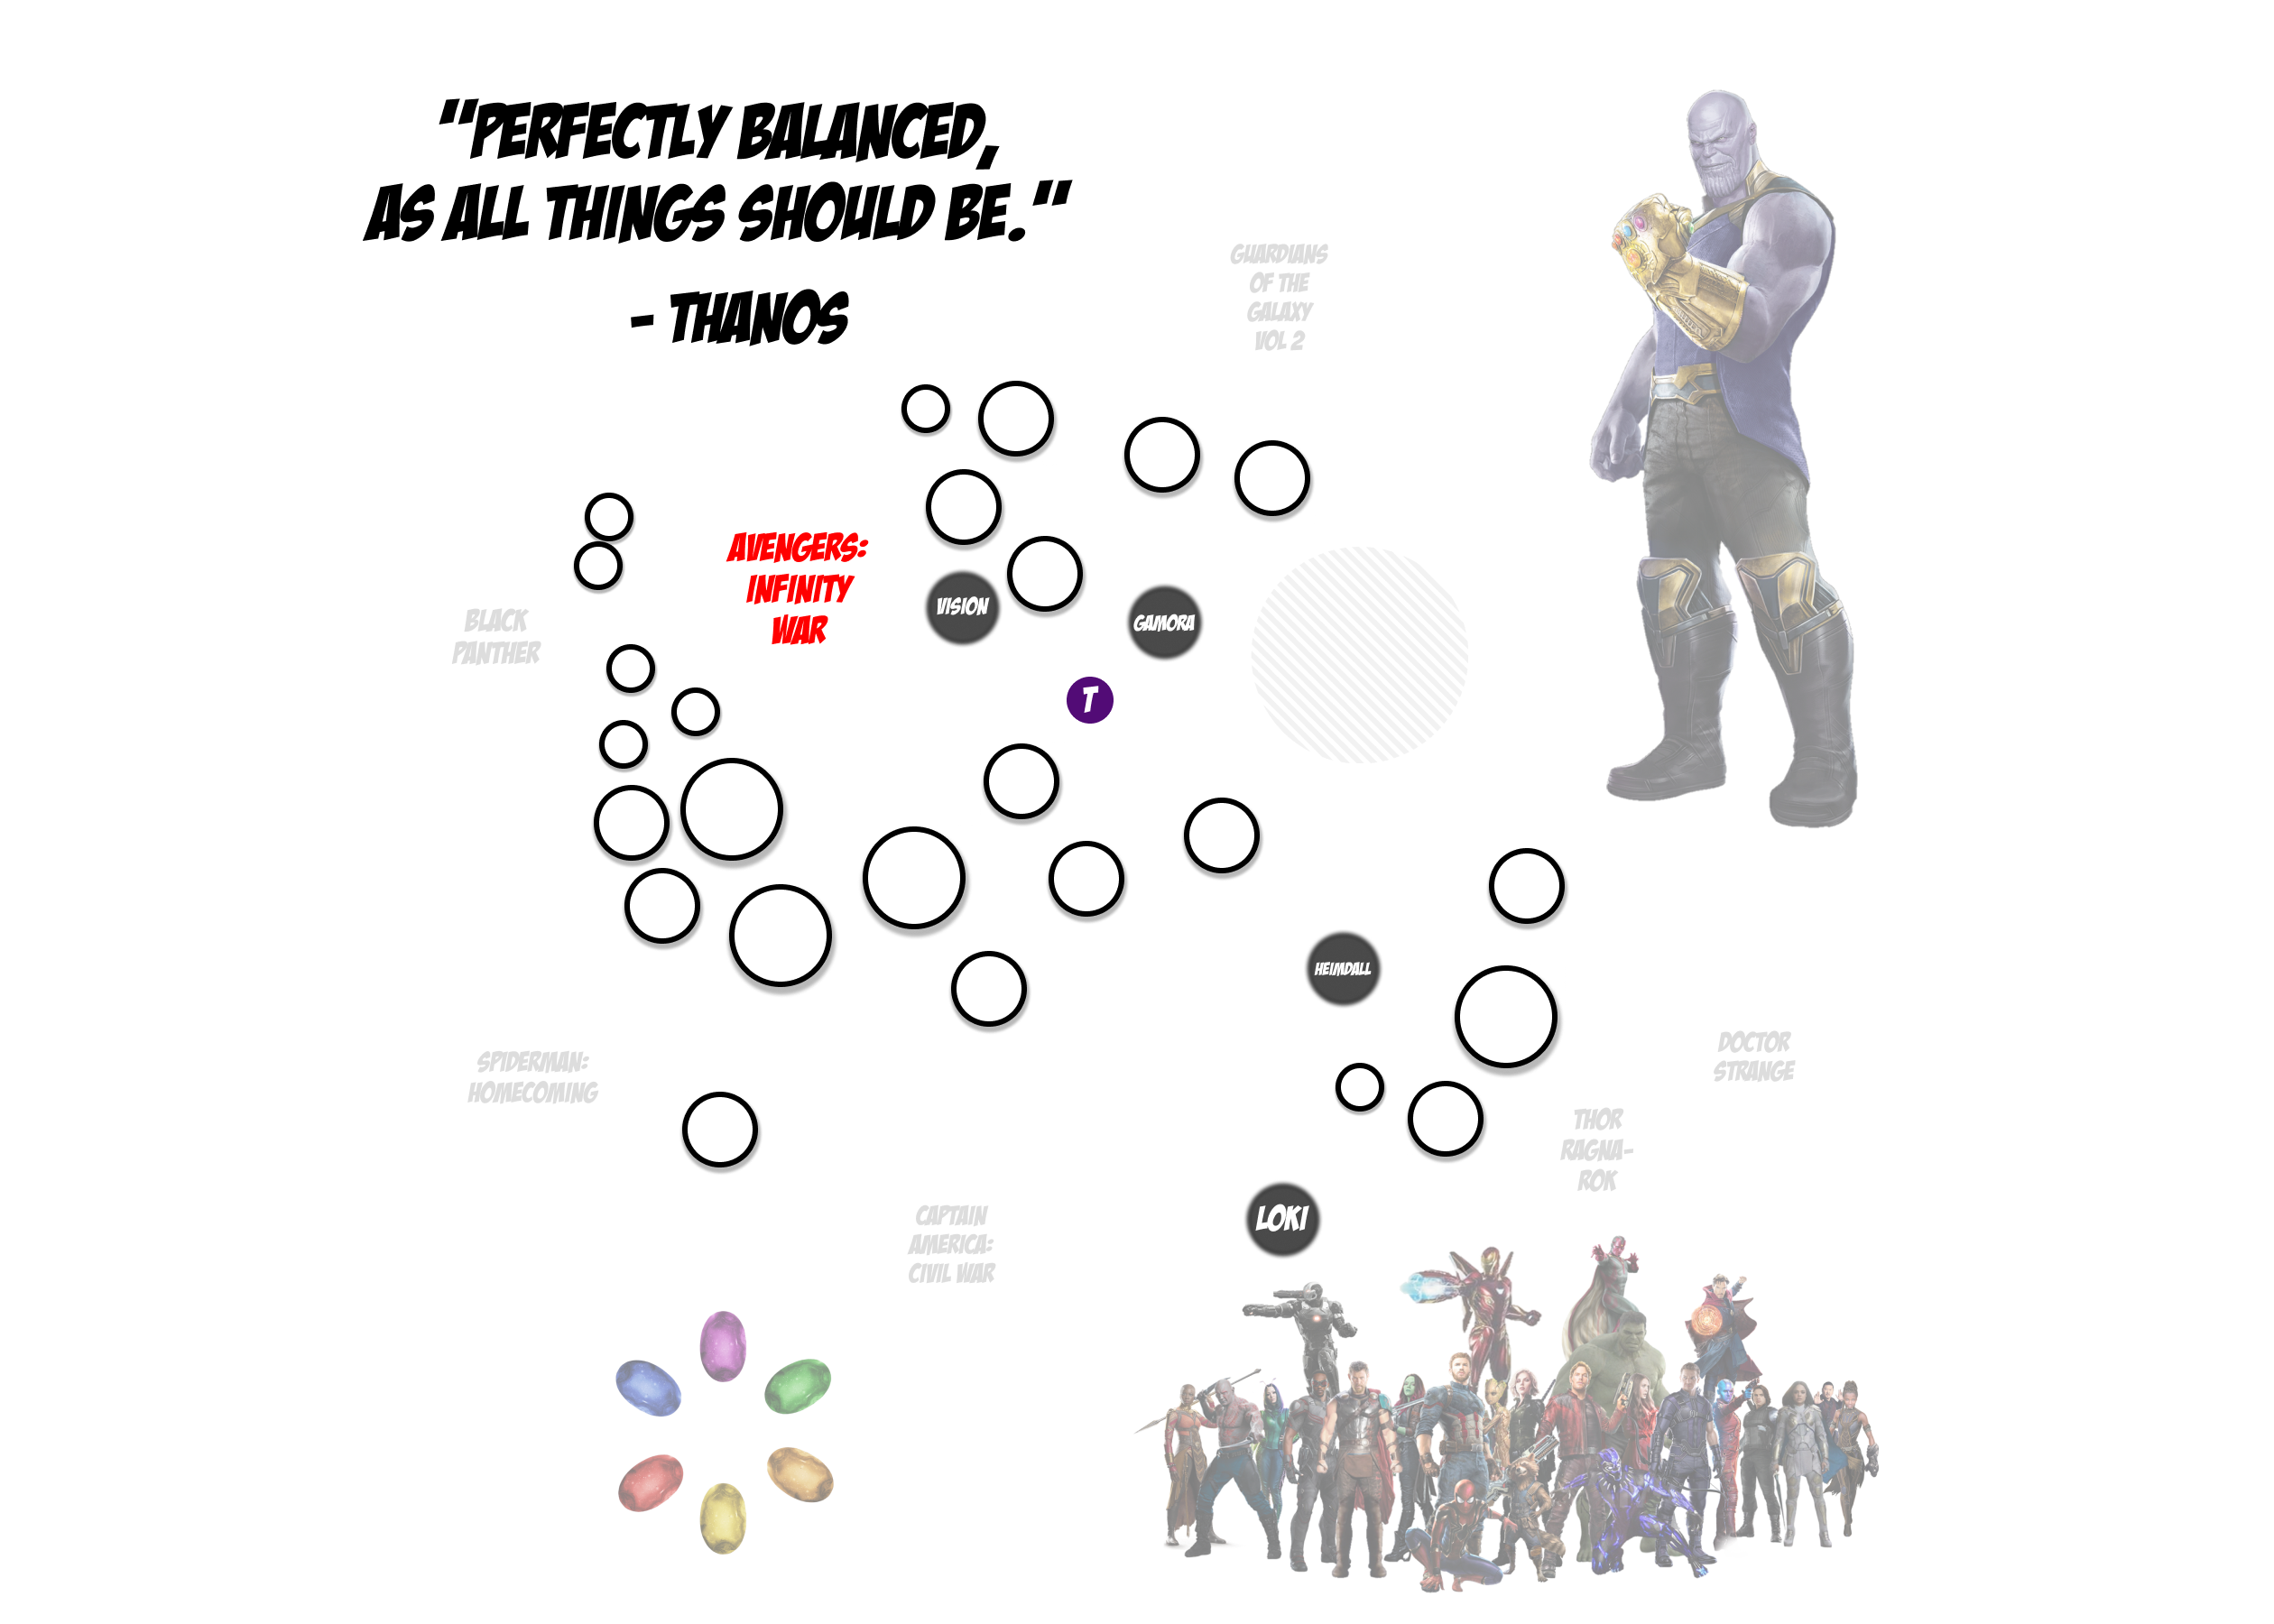 "PERFECTLY BALANCED,
AS ALL THINGS SHOULD BE."
- THANOS
GUARDIANS
OF THE
GALAXY
VOL 2
AVENGERS:
INFINITY
WAR
VISION
GAMORA
BLACK
PANTHER
T
HEIMDALL
DOCTOR
STRANGE
SPIDERMAN:
HOMECOMING
THOR
RAGNA-
ROK
CAPTAIN
AMERICA:
CIVIL WAR
LOKI